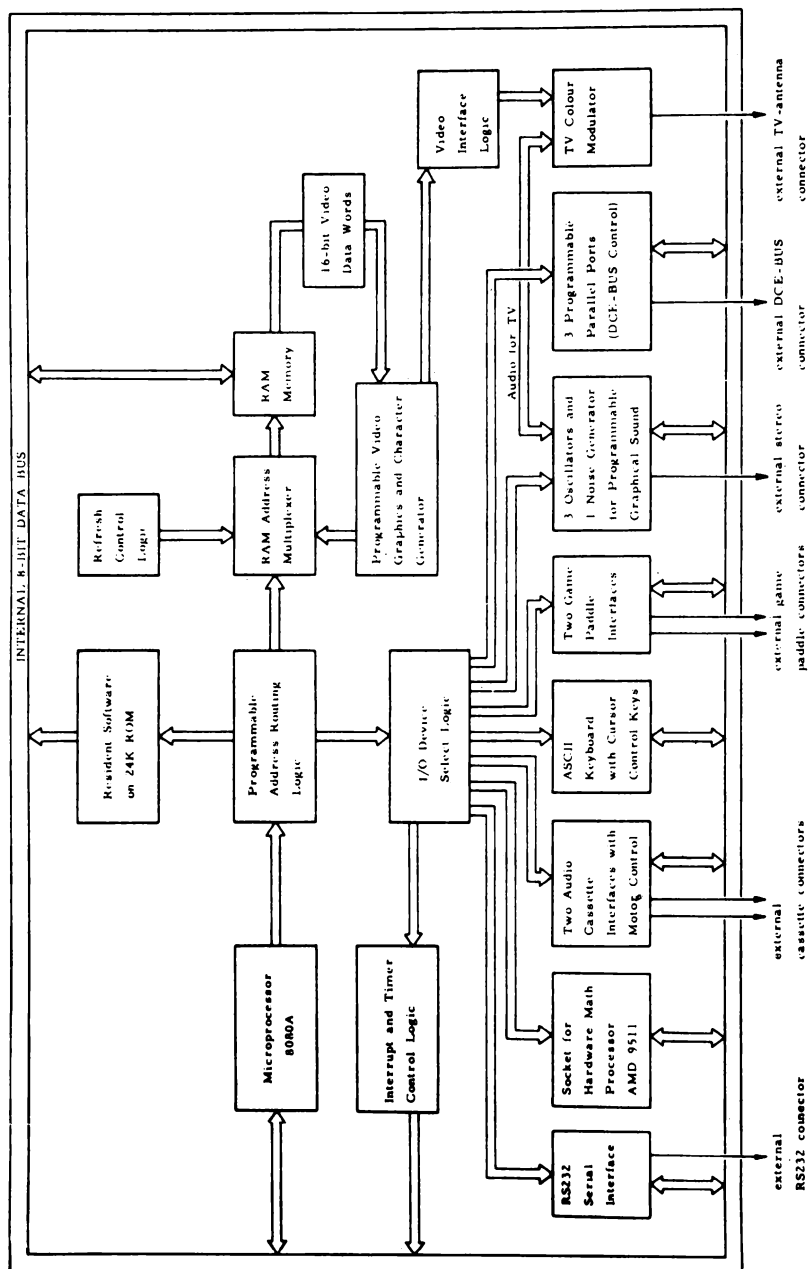 INTERNAL 8-BIT DATA BUS
Microprocessor
8080A
Programmable
Address Routing
Logic
Resident Software
on 24K ROM
Refresh
Control
Logic
RAM Address
Multiplexer
RAM
Memory
16-bit Video
Data Words
Programmable Video
Graphics and Character
Generator
Video
Interface
Logic
Interrupt and Timer
Control Logic
I/O Device
Select Logic
Audio for TV
RS232
Serial
Interface
Socket for
Hardware Math
Processor
AMD 9511
Two Audio
Cassette
Interfaces with
Motor Control
ASCII
Keyboard
with Cursor
Control Keys
Two Game
Paddle
Interfaces
3 Oscillators and
1 Noise Generator
for Programmable
Graphical Sound
3 Programmable
Parallel Ports
(DCE-BUS Control)
TV Colour
Modulator
external
RS232 connector
external
cassette connectors
external game
paddle connectors
external stereo
connector
external DCE-BUS
connector
external TV-antenna
connector